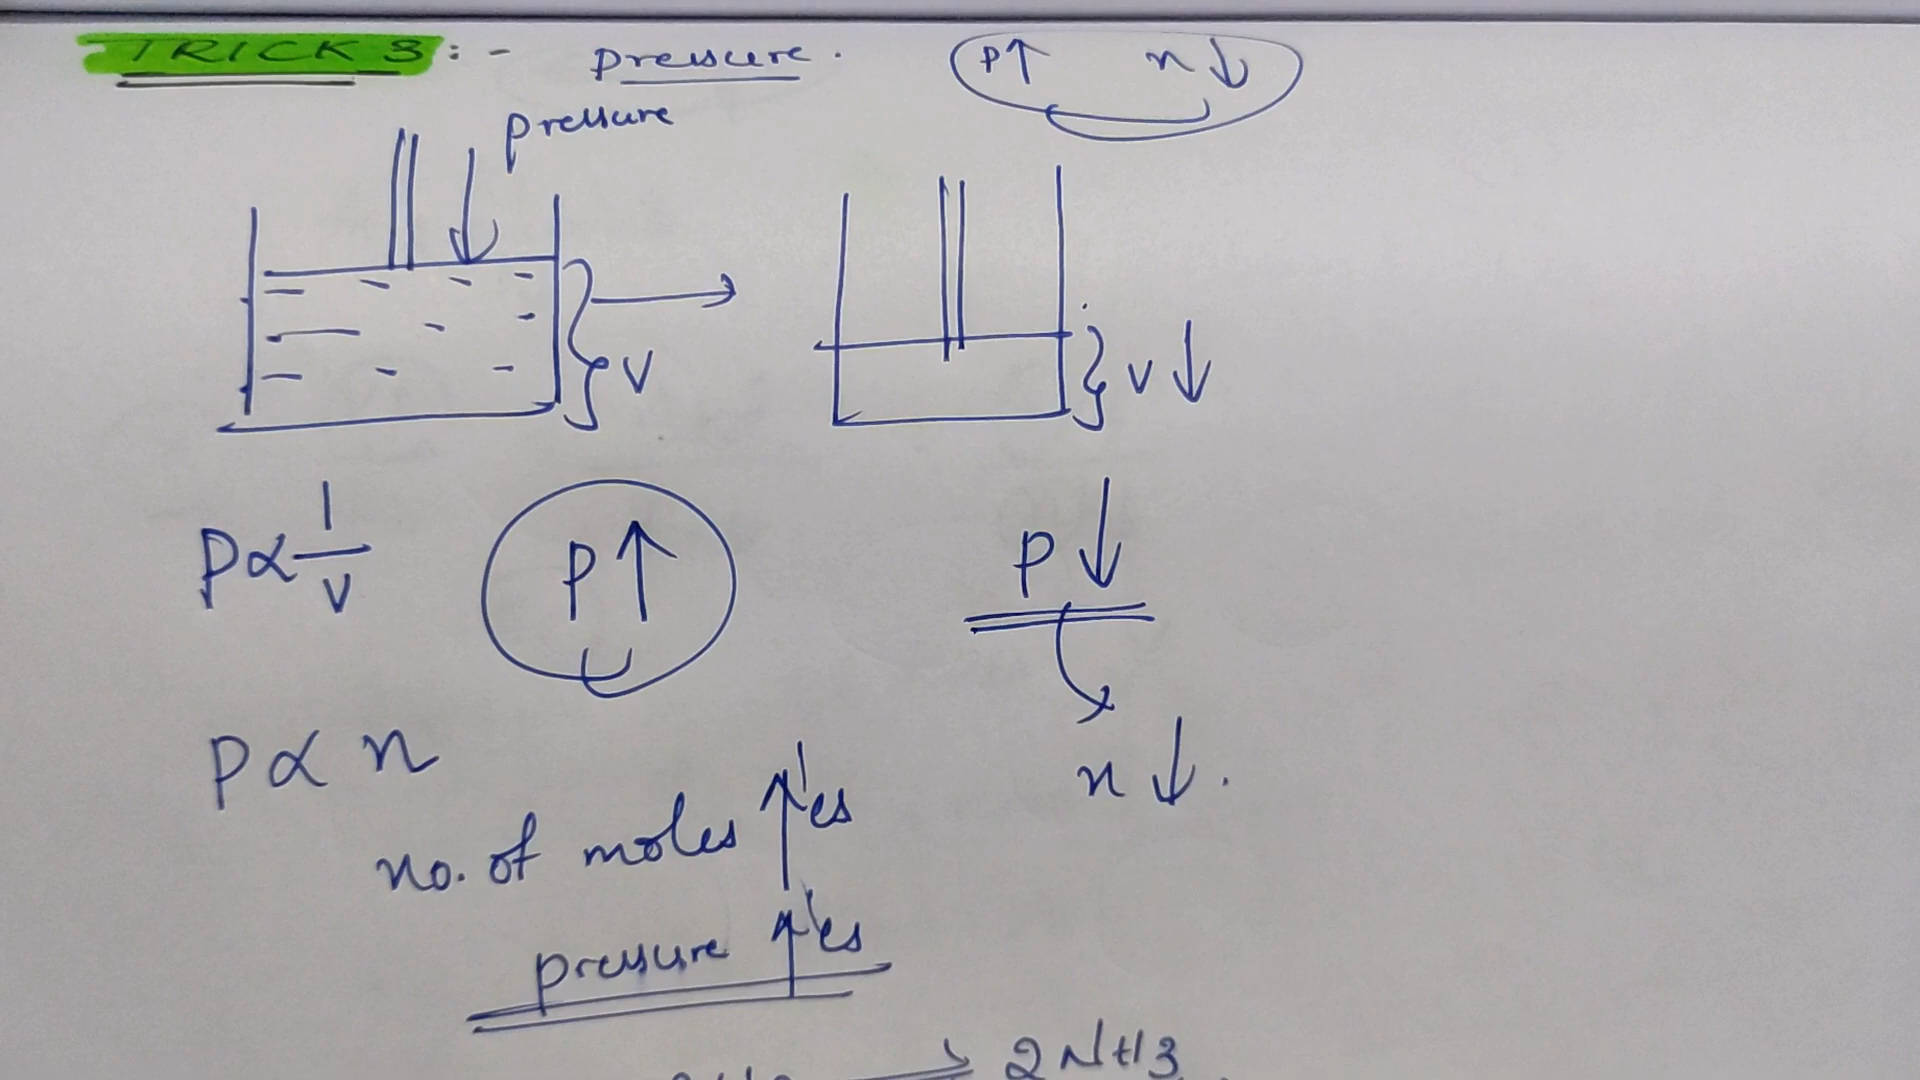 TRICK 3 : - pressure. P↑ n↓
pressure
V
V↓
P∝1/V P↑ P↓
P∝n n↓.
no. of moles ↑'es
pressure ↑'es
→ 2NH3